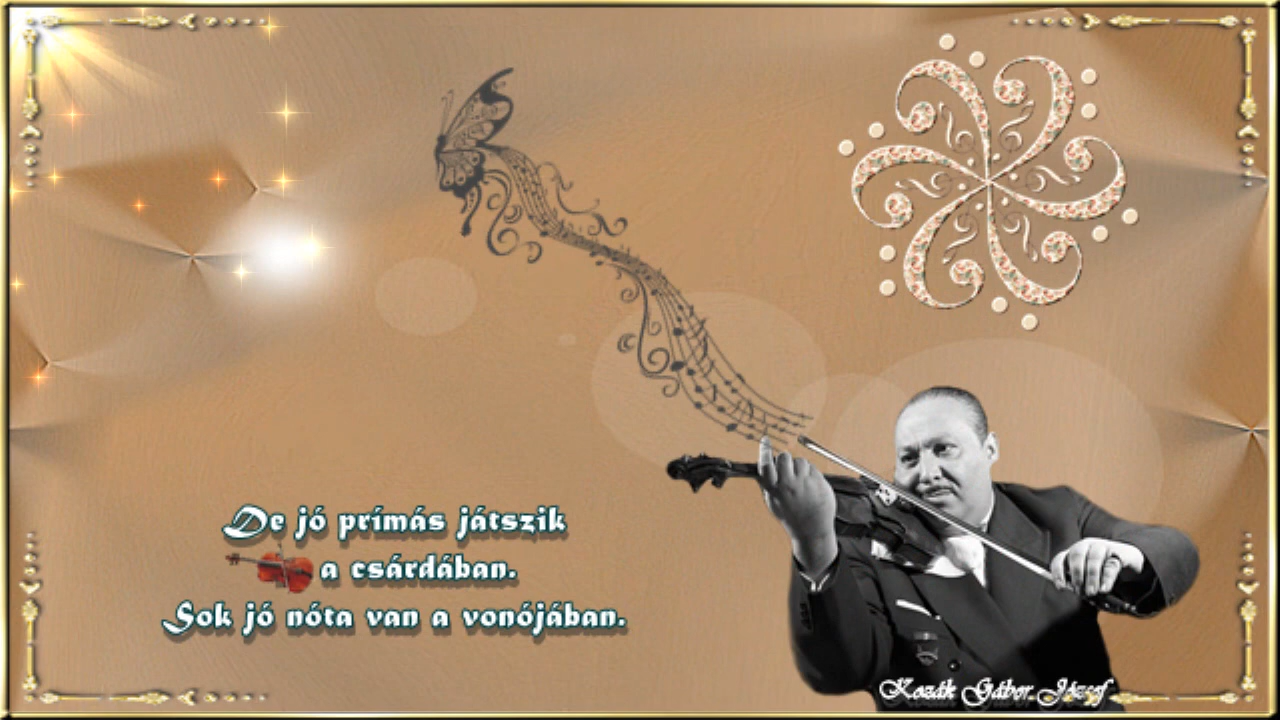 De jó prímás játszik
a csárdában.
Sok jó nóta van a vonójában.
Kozák Gábor József